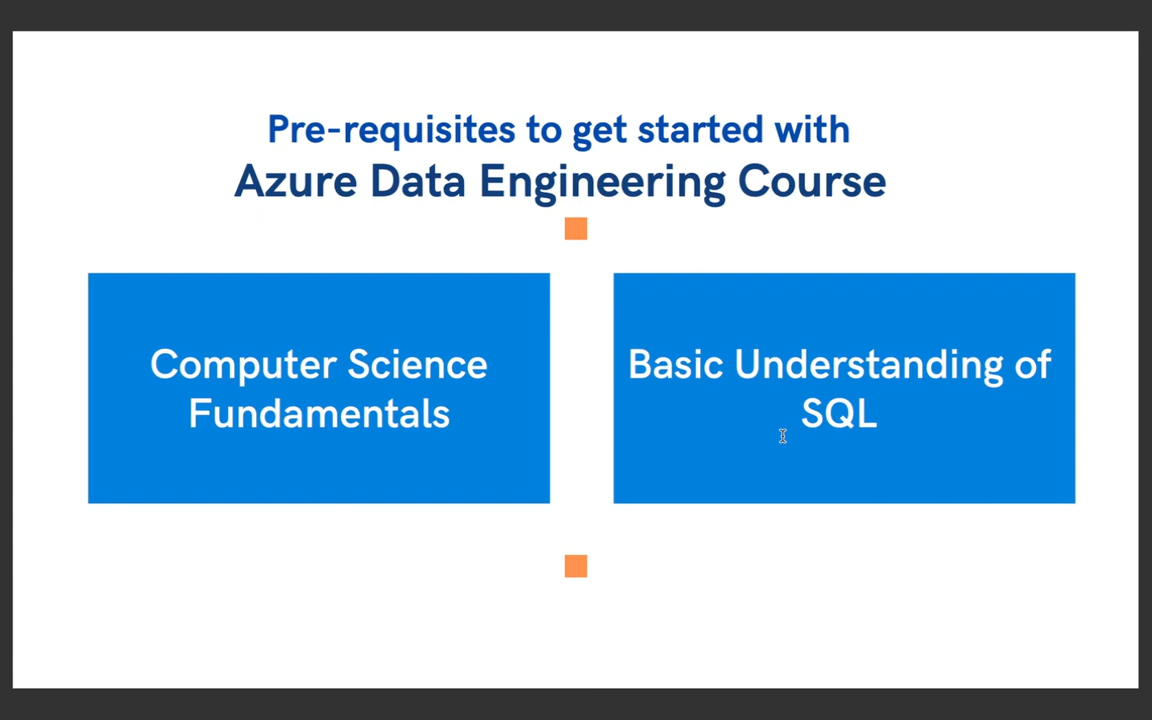 Pre-requisites to get started with
Azure Data Engineering Course
Computer Science
Fundamentals
Basic Understanding of
SQL